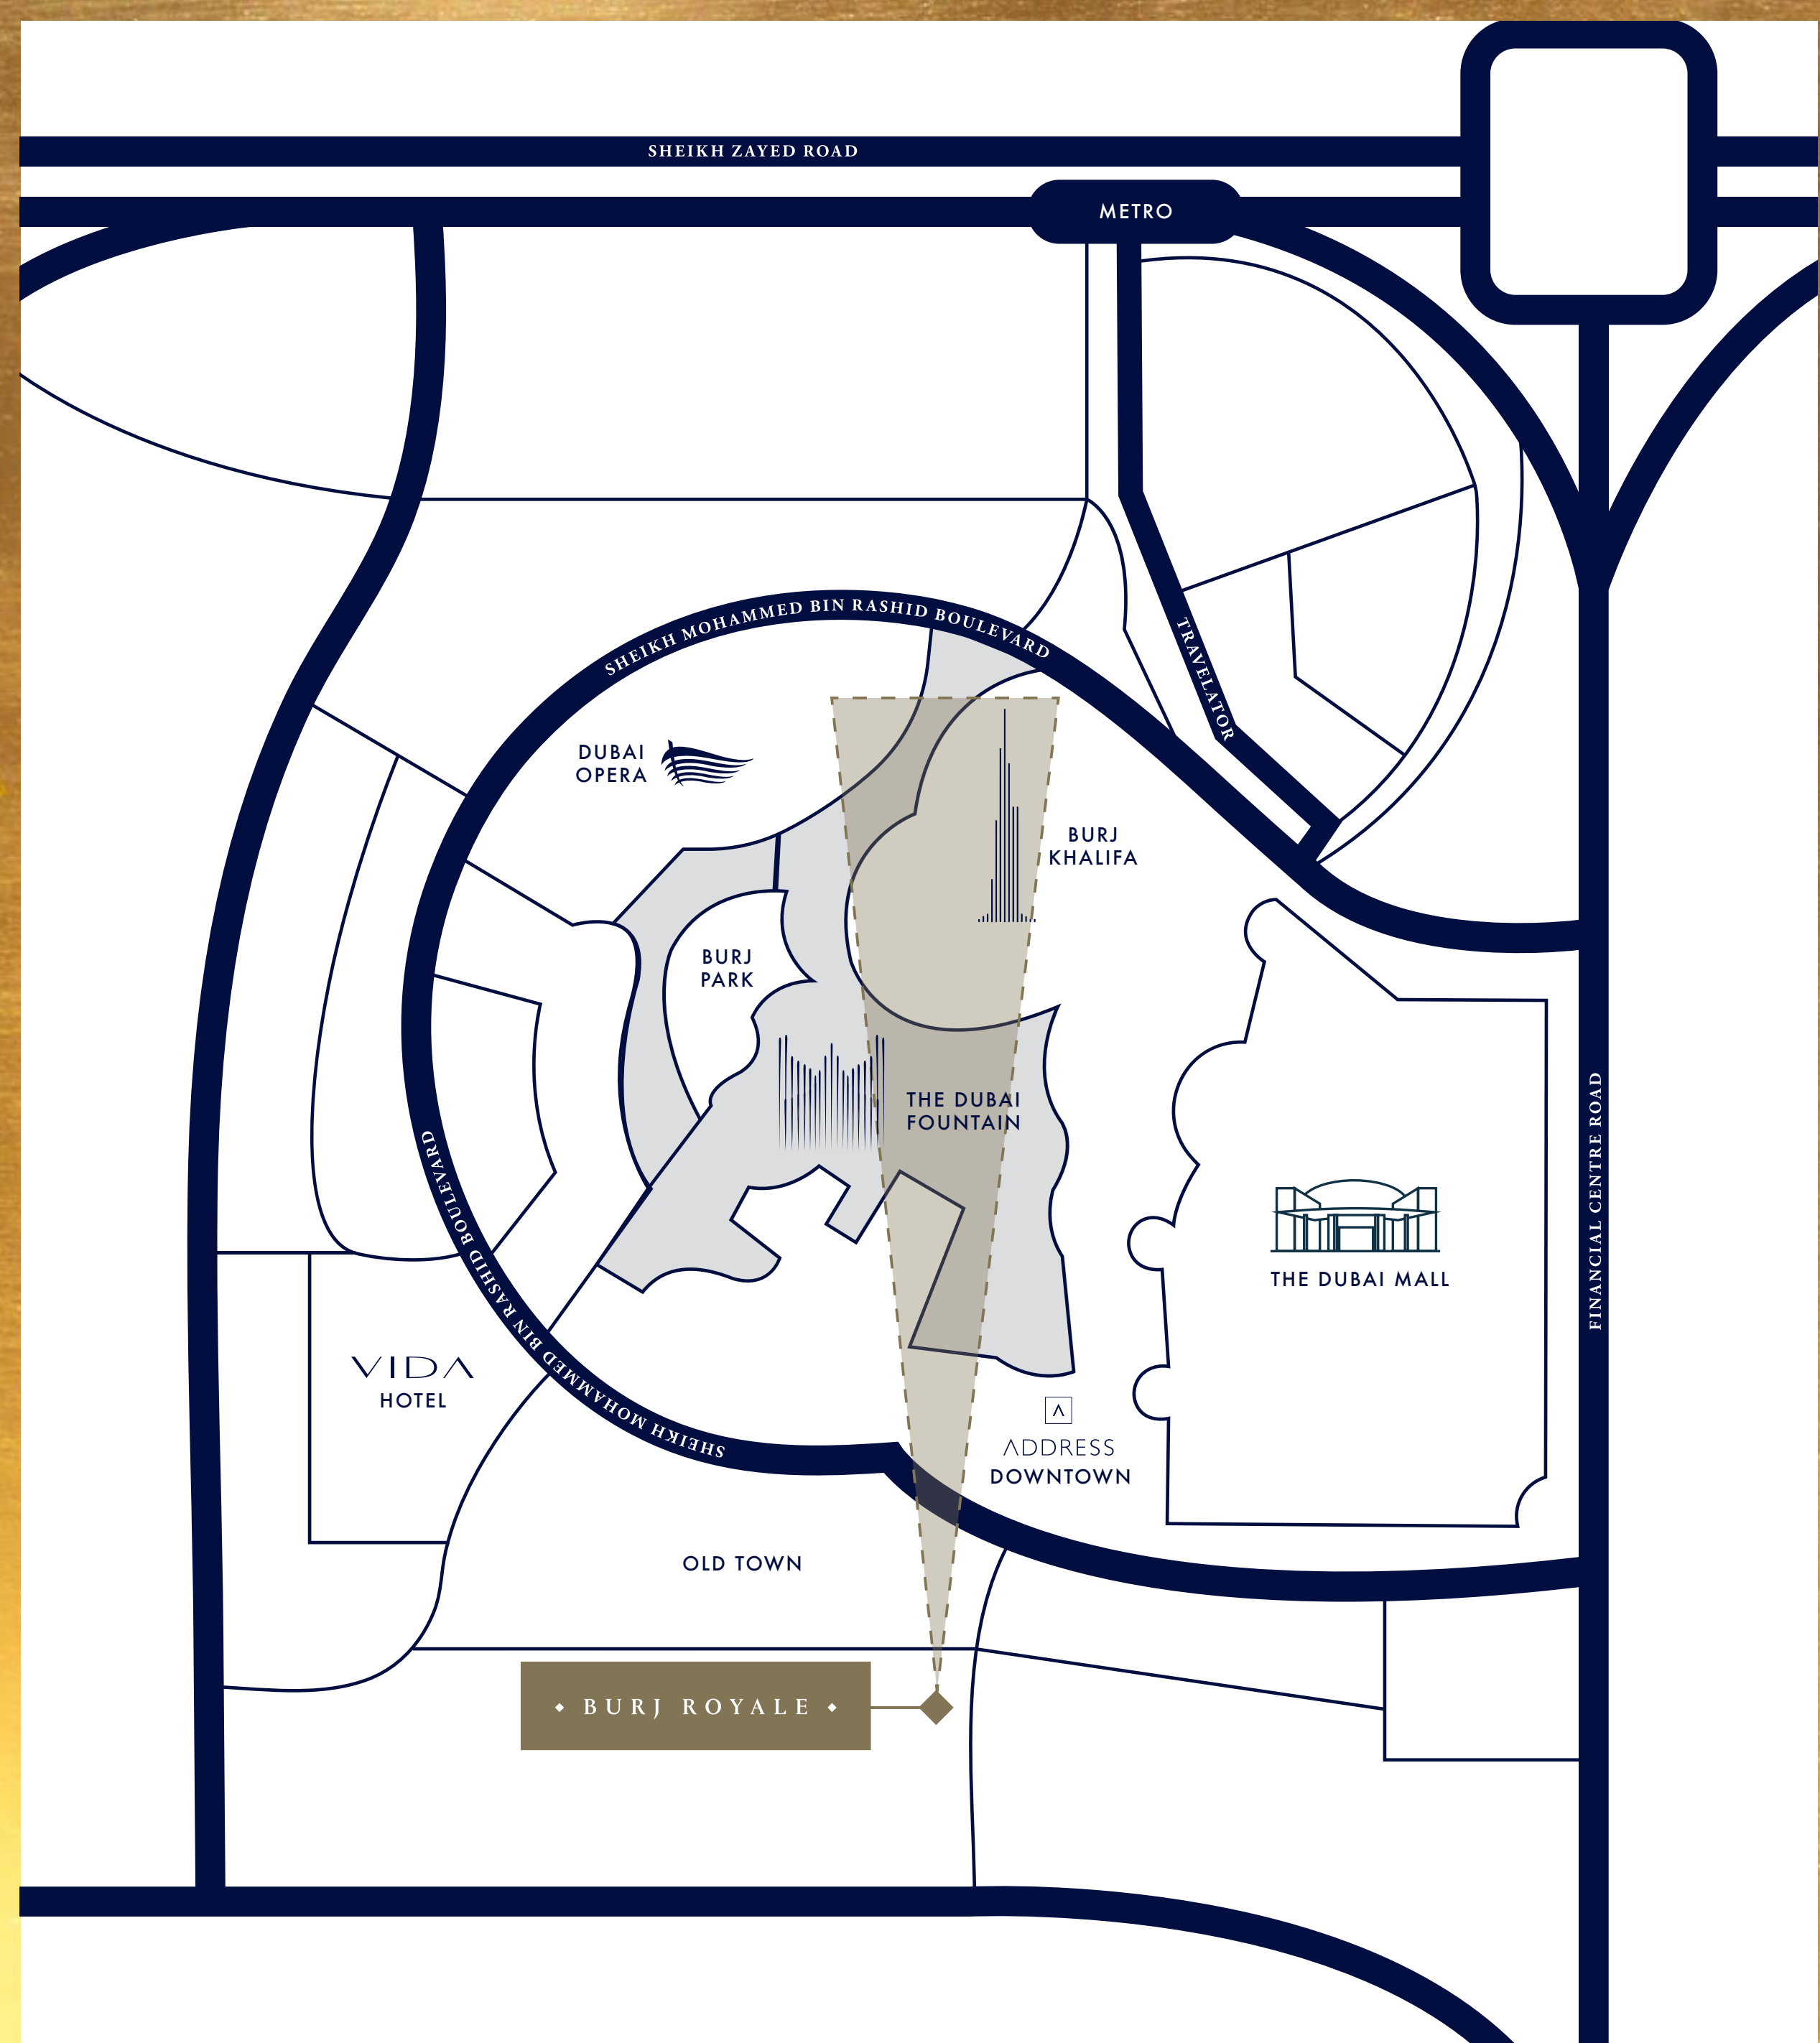 SHEIKH ZAYED ROAD
METRO
SHEIKH MOHAMMED BIN RASHID BOULEVARD
TRAVELATOR
DUBAI
OPERA
BURJ
KHALIFA
BURJ
PARK
THE DUBAI
FOUNTAIN
THE DUBAI MALL
FINANCIAL CENTRE ROAD
SHEIKH MOHAMMED BIN RASHID BOULEVARD
VIDA
HOTEL
ADDRESS
DOWNTOWN
OLD TOWN
BURJ ROYALE